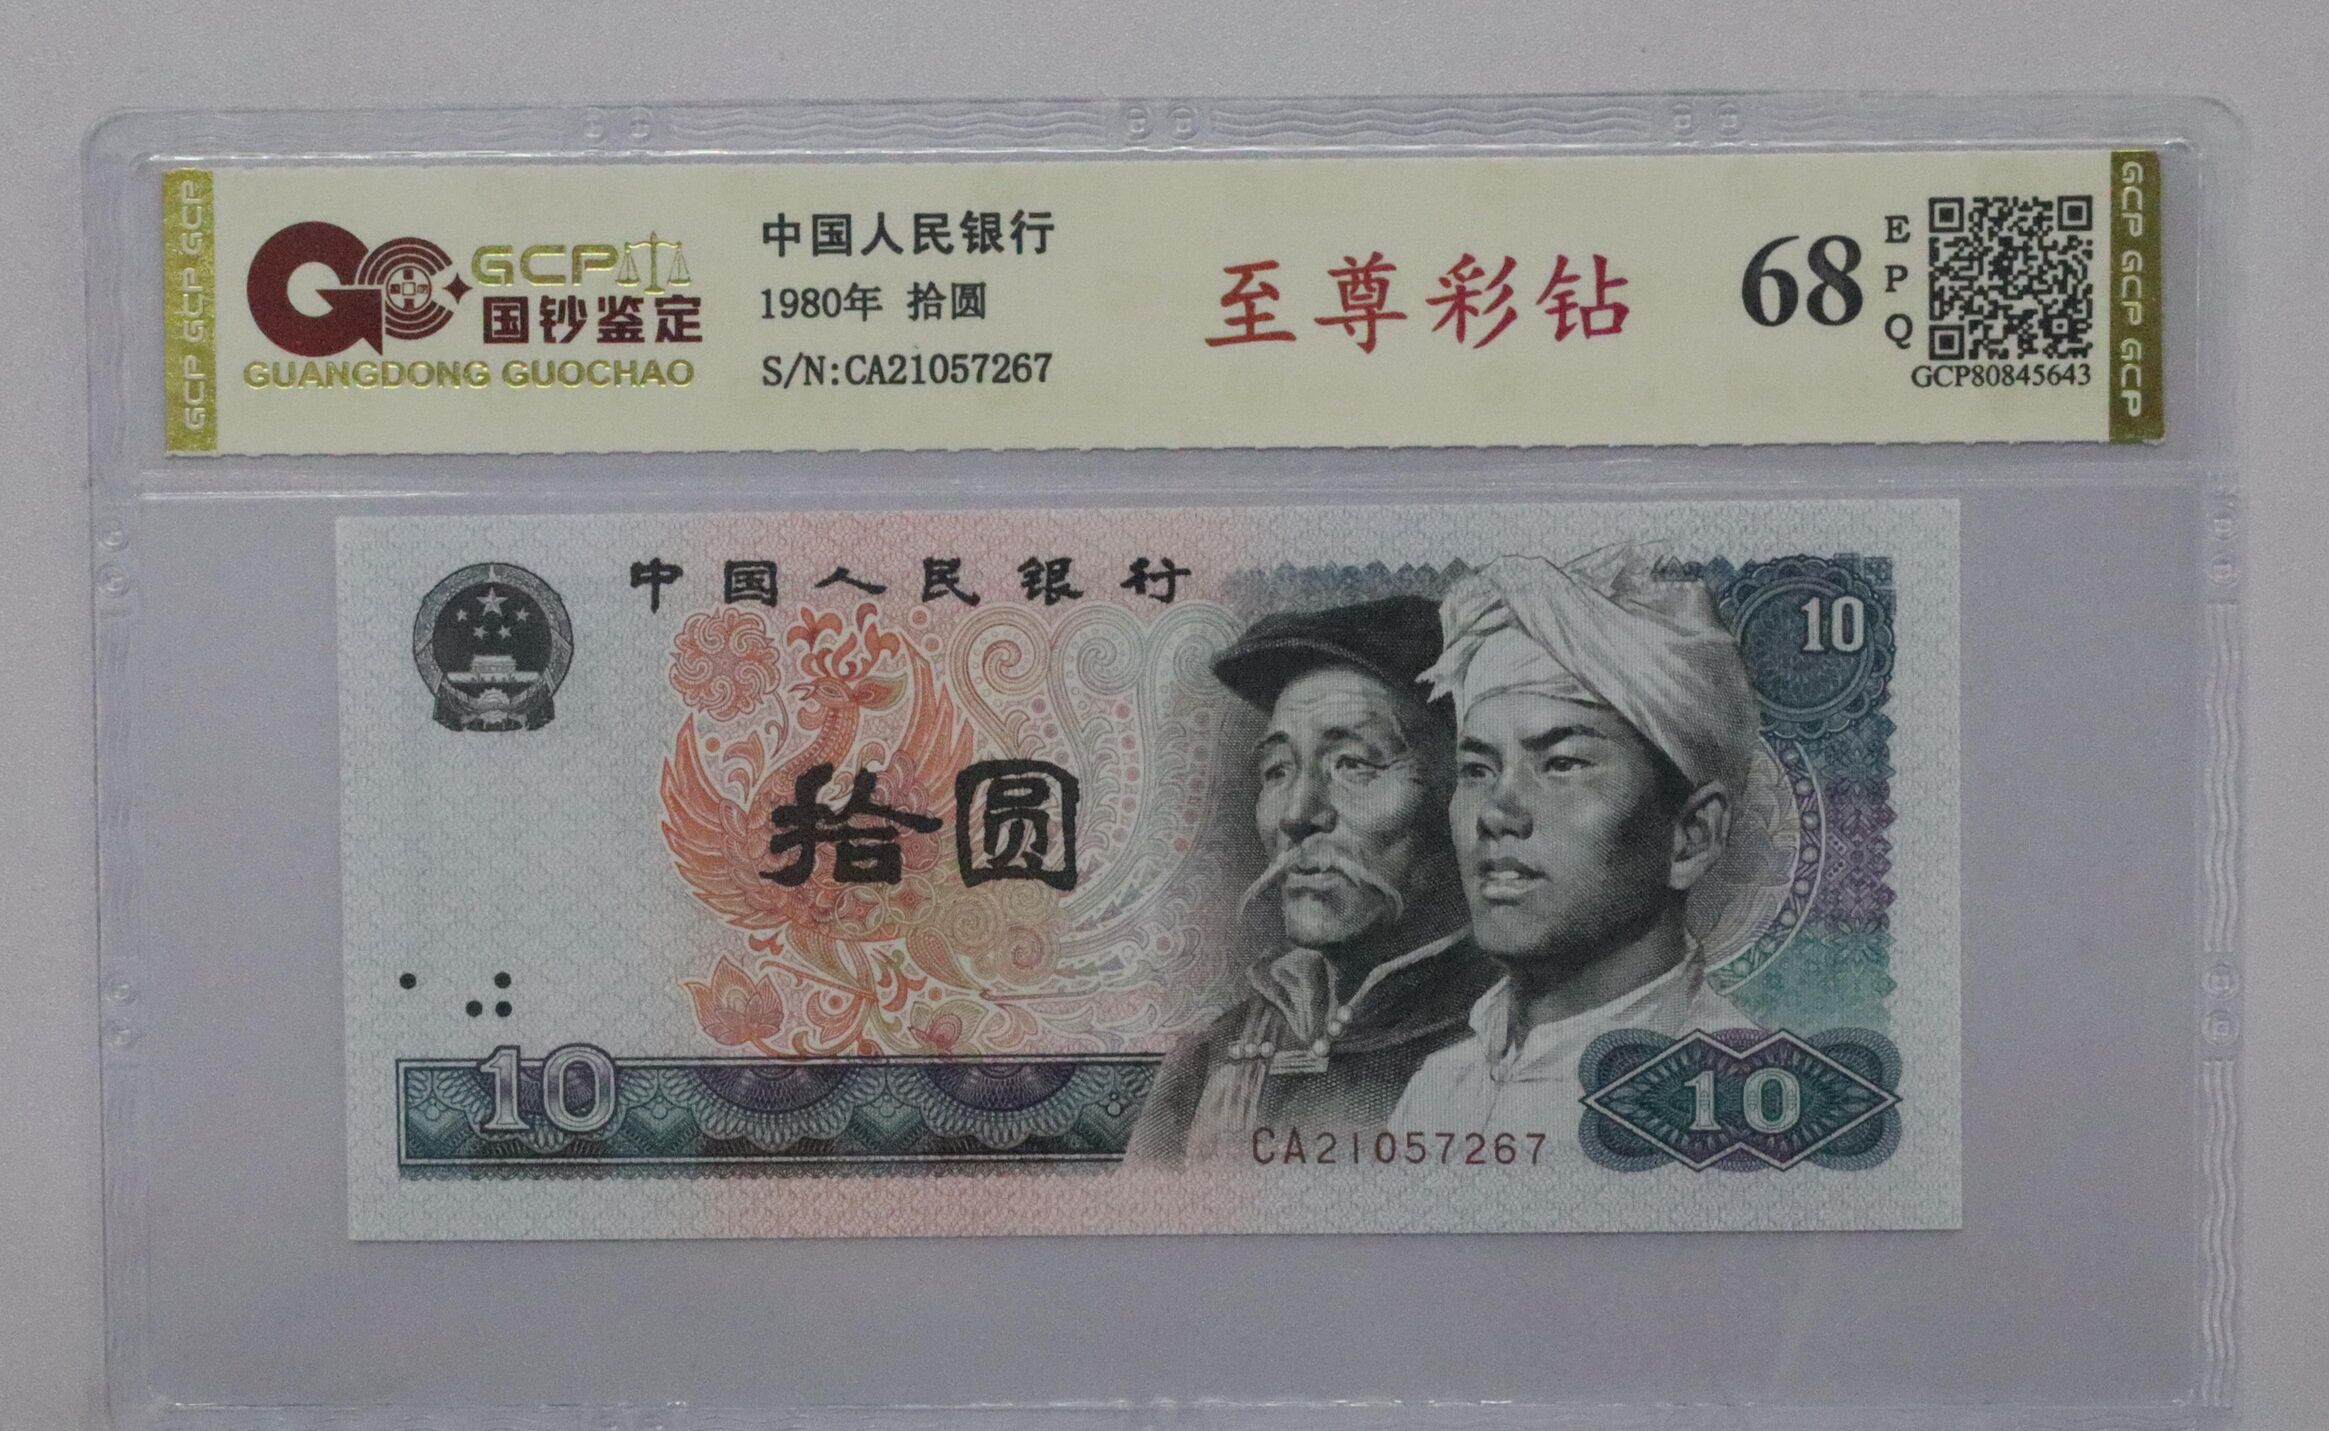 GCP GCP GCP
GCP
国钞鉴定
GUANGDONG GUOCHAO
中国人民银行
1980年 拾圆
S/N:CA21057267
至尊彩钻
68
EPQ
GCP80845643
GCP GCP GCP
中国人民银行
10
拾圆
10
10
CA21057267